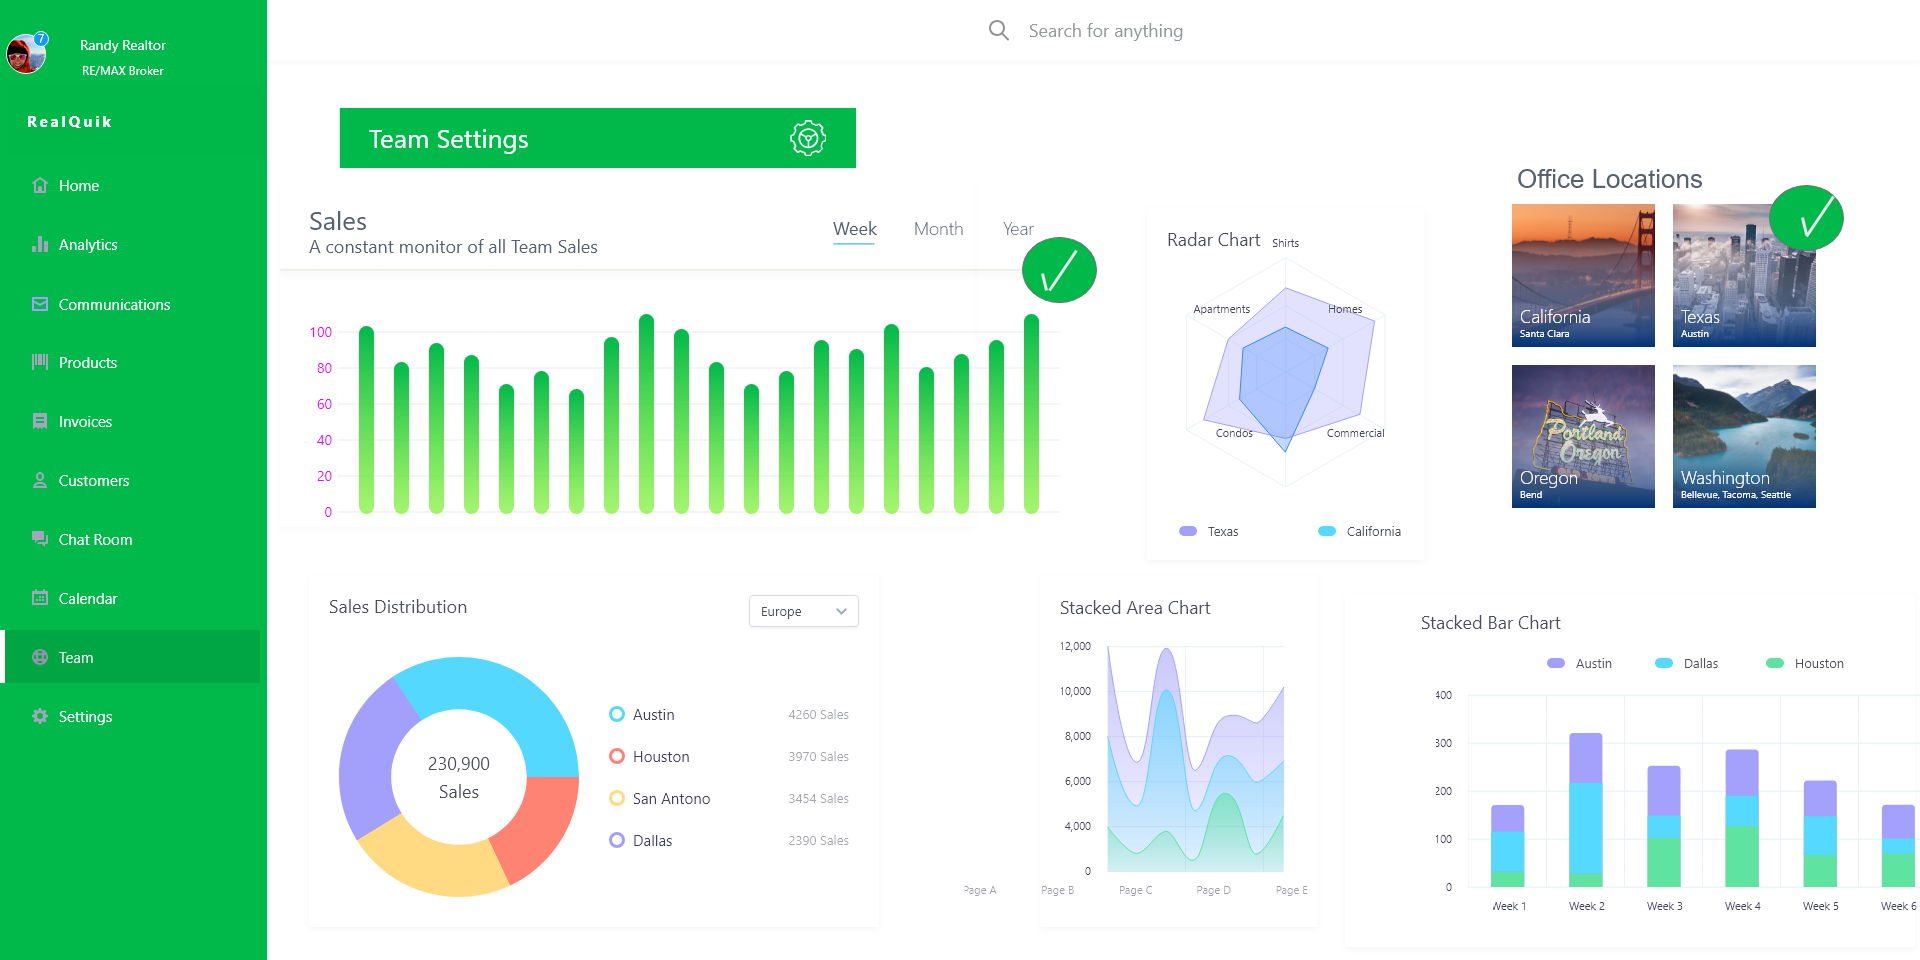 7
Randy Realtor
RE/MAX Broker
RealQuik
Home
Analytics
Communications
Products
Invoices
Customers
Chat Room
Calendar
Team
Settings
Search for anything
Team Settings
Sales
A constant monitor of all Team Sales
Week Month Year
100
80
60
40
20
0
Radar Chart
Shirts
Apartments
Homes
Condos
Commercial
Texas
California
Office Locations
California
Santa Clara
Texas
Austin
Portland
Oregon
Oregon
Bend
Washington
Bellevue, Tacoma, Seattle
Sales Distribution
Europe
230,900
Sales
Austin 4260 Sales
Houston 3970 Sales
San Antono 3454 Sales
Dallas 2390 Sales
Stacked Area Chart
12,000
10,000
8,000
6,000
4,000
0
Page A Page B Page C Page D Page E
Stacked Bar Chart
Austin Dallas Houston
400
300
200
100
0
Week 1 Week 2 Week 3 Week 4 Week 5 Week 6